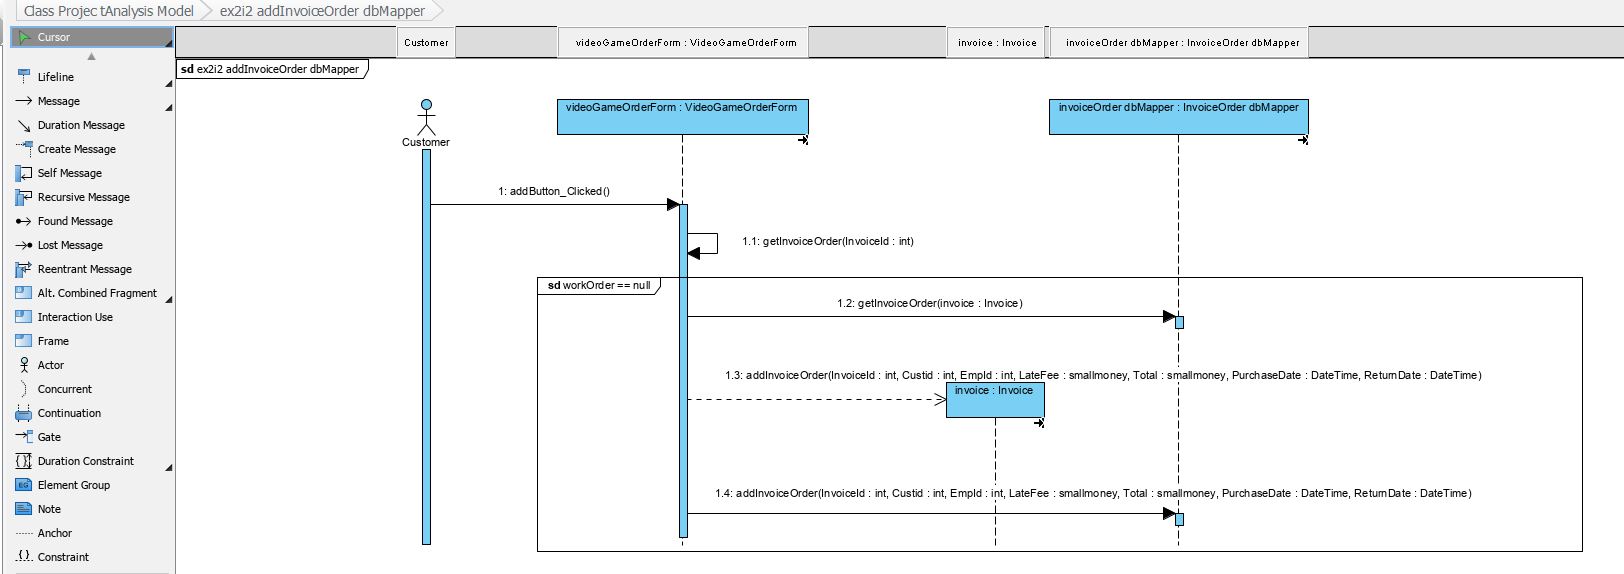 Class Projec tAnalysis Model
ex2i2 addInvoiceOrder dbMapper
Cursor
Customer
videoGameOrderForm : VideoGameOrderForm
invoice : Invoice
invoiceOrder dbMapper : InvoiceOrder dbMapper
sd ex2i2 addInvoiceOrder dbMapper
Lifeline
Message
Duration Message
Create Message
Self Message
Recursive Message
Found Message
Lost Message
Reentrant Message
Alt. Combined Fragment
Interaction Use
Frame
Actor
Concurrent
Continuation
Gate
Duration Constraint
EG
Element Group
Note
Anchor
Constraint
videoGameOrderForm : VideoGameOrderForm
invoiceOrder dbMapper : InvoiceOrder dbMapper
Customer
1: addButton_Clicked()
1.1: getInvoiceOrder(InvoiceId : int)
sd workOrder == null
1.2: getInvoiceOrder(invoice : Invoice)
1.3: addInvoiceOrder(InvoiceId : int, Custid : int, EmpId : int, LateFee : smallmoney, Total : smallmoney, PurchaseDate : DateTime, ReturnDate : DateTime)
invoice : Invoice
1.4: addInvoiceOrder(InvoiceId : int, Custid : int, EmpId : int, LateFee : smallmoney, Total : smallmoney, PurchaseDate : DateTime, ReturnDate : DateTime)